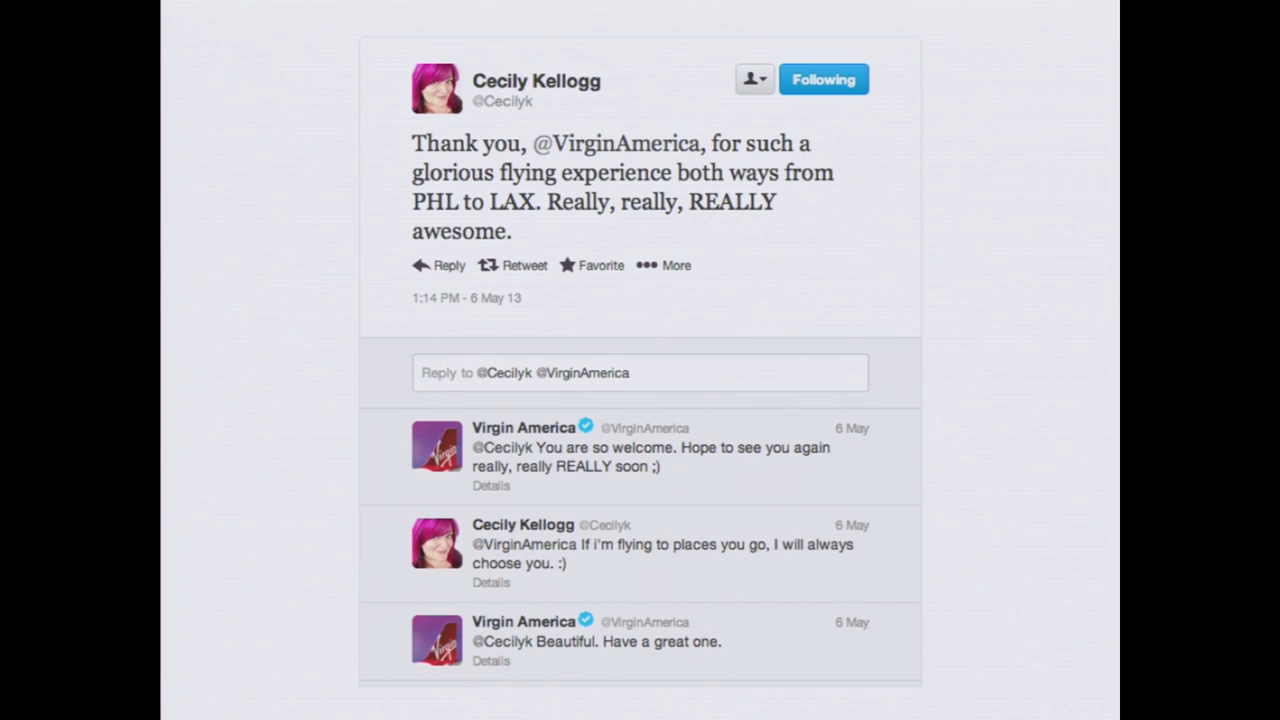 Cecily Kellogg
@Cecilyk
Following
Thank you, @VirginAmerica, for such a
glorious flying experience both ways from
PHL to LAX. Really, really, REALLY
awesome.
Reply Retweet Favorite More
1:14 PM - 6 May 13
Reply to @Cecilyk @VirginAmerica
Virgin America @VirginAmerica 6 May
@Cecilyk You are so welcome. Hope to see you again
really, really REALLY soon ;)
Details
Cecily Kellogg @Cecilyk 6 May
@VirginAmerica If i'm flying to places you go, I will always
choose you. :)
Details
Virgin America @VirginAmerica 6 May
@Cecilyk Beautiful. Have a great one.
Details
Virgin
Virgin